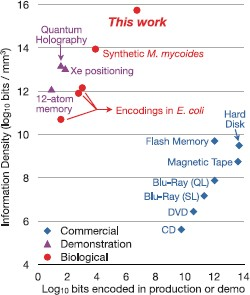 16
14
12
10
8
6
4
Information Density (log10 bits / mm3)
This work
Quantum
Holography
Synthetic M. mycoides
Xe positioning
12-atom
memory
Encodings in E. coli
Hard
Disk
Flash Memory
Magnetic Tape
Blu-Ray (QL)
Blu-Ray (SL)
DVD
CD
Commercial
Demonstration
Biological
0 2 4 6 8 10 12 14
Log10 bits encoded in production or demo